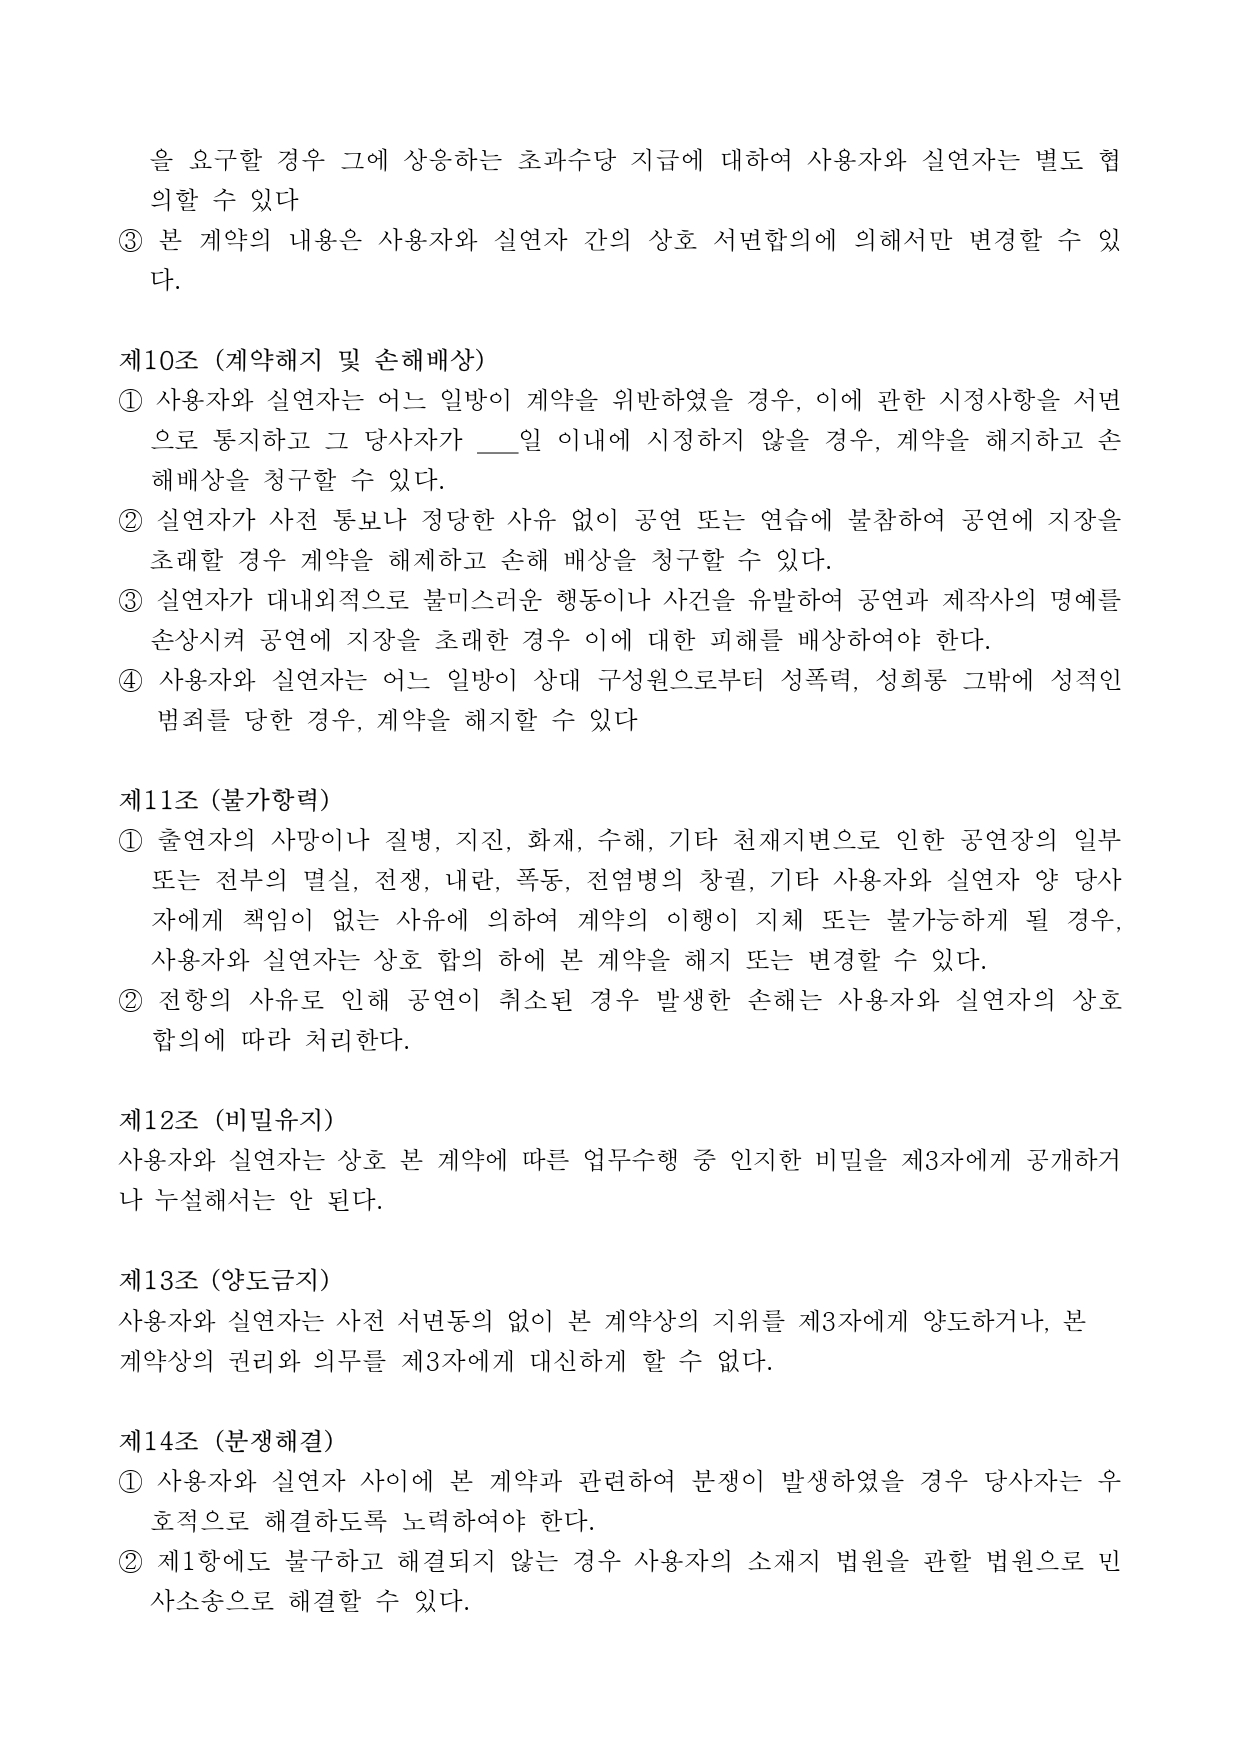 을 요구할 경우 그에 상응하는 초과수당 지급에 대하여 사용자와 실연자는 별도 협
의할 수 있다
③ 본 계약의 내용은 사용자와 실연자 간의 상호 서면합의에 의해서만 변경할 수 있
다.
제10조 (계약해지 및 손해배상)
① 사용자와 실연자는 어느 일방이 계약을 위반하였을 경우, 이에 관한 시정사항을 서면
으로 통지하고 그 당사자가 ___일 이내에 시정하지 않을 경우, 계약을 해지하고 손
해배상을 청구할 수 있다.
② 실연자가 사전 통보나 정당한 사유 없이 공연 또는 연습에 불참하여 공연에 지장을
초래할 경우 계약을 해제하고 손해 배상을 청구할 수 있다.
③ 실연자가 대내외적으로 불미스러운 행동이나 사건을 유발하여 공연과 제작사의 명예를
손상시켜 공연에 지장을 초래한 경우 이에 대한 피해를 배상하여야 한다.
④ 사용자와 실연자는 어느 일방이 상대 구성원으로부터 성폭력, 성희롱 그밖에 성적인
범죄를 당한 경우, 계약을 해지할 수 있다
제11조 (불가항력)
① 출연자의 사망이나 질병, 지진, 화재, 수해, 기타 천재지변으로 인한 공연장의 일부
또는 전부의 멸실, 전쟁, 내란, 폭동, 전염병의 창궐, 기타 사용자와 실연자 양 당사
자에게 책임이 없는 사유에 의하여 계약의 이행이 지체 또는 불가능하게 될 경우,
사용자와 실연자는 상호 합의 하에 본 계약을 해지 또는 변경할 수 있다.
② 전항의 사유로 인해 공연이 취소된 경우 발생한 손해는 사용자와 실연자의 상호
합의에 따라 처리한다.
제12조 (비밀유지)
사용자와 실연자는 상호 본 계약에 따른 업무수행 중 인지한 비밀을 제3자에게 공개하거
나 누설해서는 안 된다.
제13조 (양도금지)
사용자와 실연자는 사전 서면동의 없이 본 계약상의 지위를 제3자에게 양도하거나, 본
계약상의 권리와 의무를 제3자에게 대신하게 할 수 없다.
제14조 (분쟁해결)
① 사용자와 실연자 사이에 본 계약과 관련하여 분쟁이 발생하였을 경우 당사자는 우
호적으로 해결하도록 노력하여야 한다.
② 제1항에도 불구하고 해결되지 않는 경우 사용자의 소재지 법원을 관할 법원으로 민
사소송으로 해결할 수 있다.